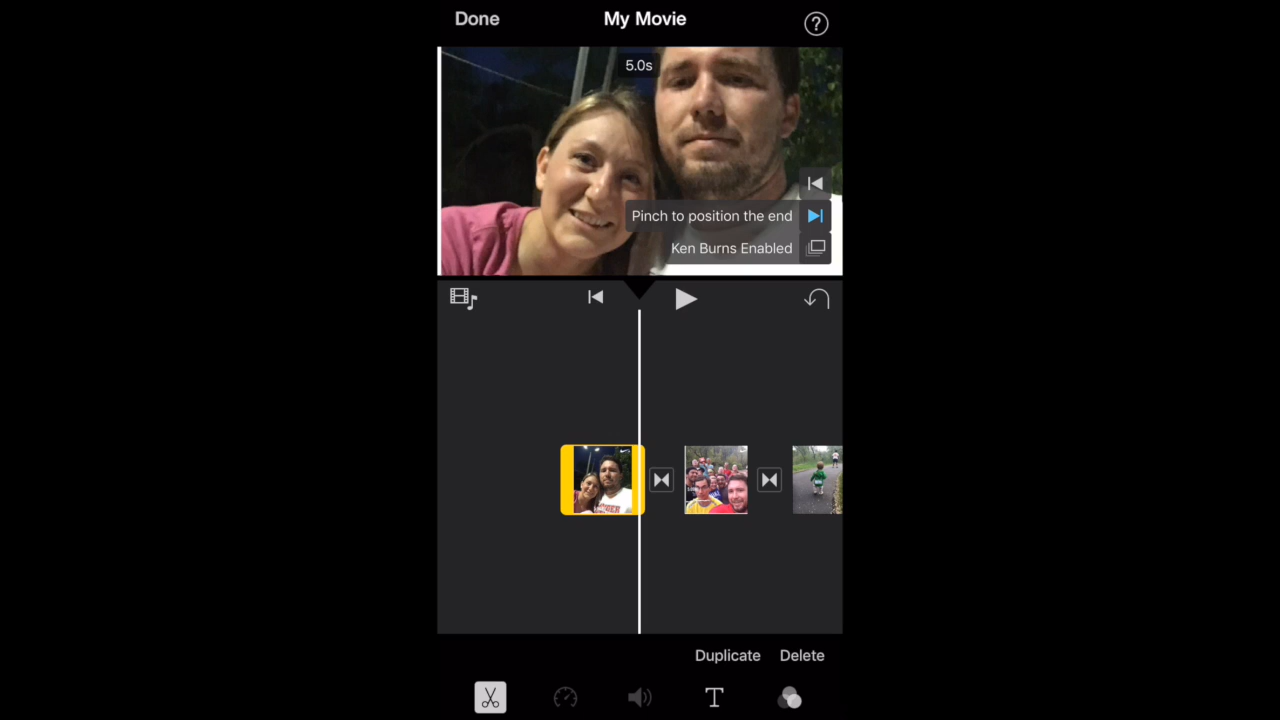 Done
My Movie
?
5.0s
Pinch to position the end
Ken Burns Enabled
Duplicate
Delete
T